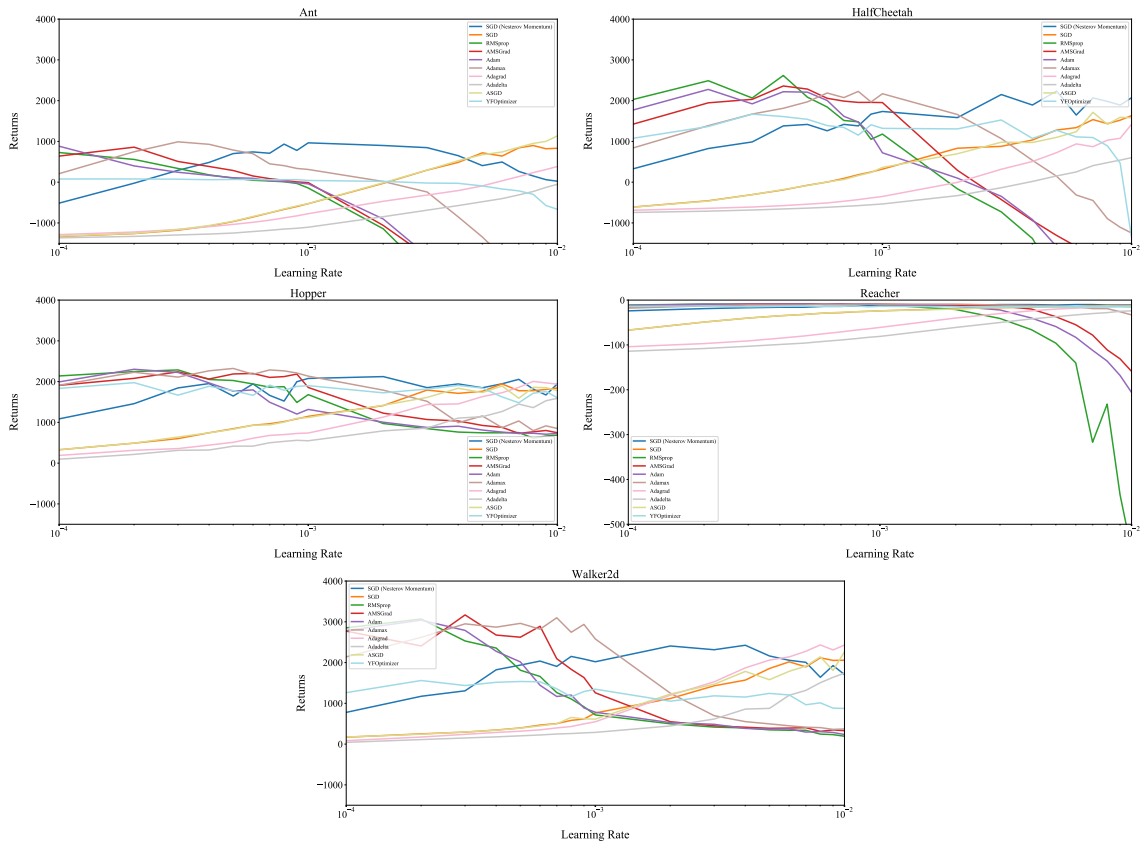 Ant
4000
3000
2000
1000
0
−1000
Returns
10⁻⁴
10⁻³
10⁻²
Learning Rate
SGD (Nesterov Momentum)
SGD
RMSprop
AMSGrad
Adam
Adamax
Adagrad
Adadelta
ASGD
YFOptimizer
HalfCheetah
4000
3000
2000
1000
0
−1000
Returns
10⁻⁴
10⁻³
10⁻²
Learning Rate
SGD (Nesterov Momentum)
SGD
RMSprop
AMSGrad
Adam
Adamax
Adagrad
Adadelta
ASGD
YFOptimizer
Hopper
4000
3000
2000
1000
0
−1000
Returns
10⁻⁴
10⁻³
10⁻²
Learning Rate
SGD (Nesterov Momentum)
SGD
RMSprop
AMSGrad
Adam
Adamax
Adagrad
Adadelta
ASGD
YFOptimizer
Reacher
0
−100
−200
−300
−400
−500
Returns
10⁻⁴
10⁻³
10⁻²
Learning Rate
SGD (Nesterov Momentum)
SGD
RMSprop
AMSGrad
Adam
Adamax
Adagrad
Adadelta
ASGD
YFOptimizer
Walker2d
4000
3000
2000
1000
0
−1000
Returns
10⁻⁴
10⁻³
10⁻²
Learning Rate
SGD (Nesterov Momentum)
SGD
RMSprop
AMSGrad
Adam
Adamax
Adagrad
Adadelta
ASGD
YFOptimizer